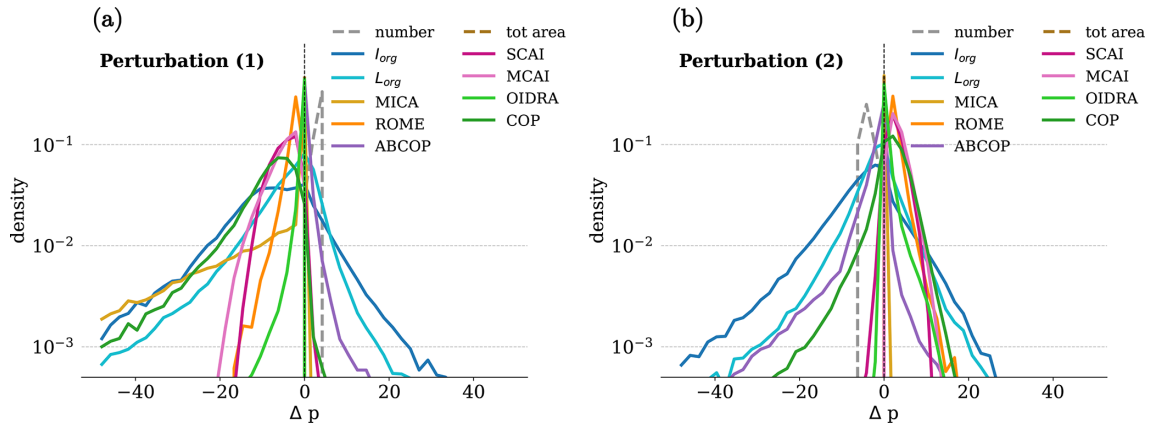 (a)
Perturbation (1)
number
I_org
L_org
MICA
ROME
ABCOP
tot area
SCAI
MCAI
OIDRA
COP
density
10⁻¹
10⁻²
10⁻³
−40
−20
0
20
40
Δ p
(b)
Perturbation (2)
number
I_org
L_org
MICA
ROME
ABCOP
tot area
SCAI
MCAI
OIDRA
COP
density
10⁻¹
10⁻²
10⁻³
−40
−20
0
20
40
Δ p